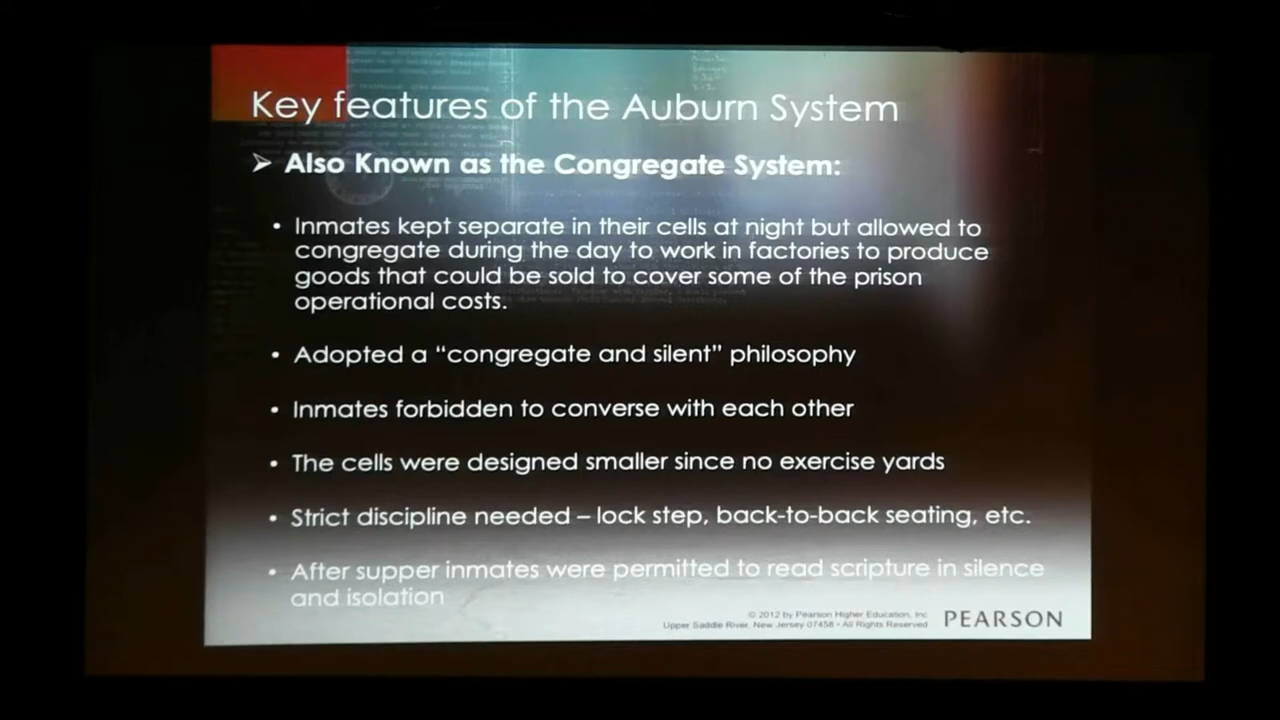 Key features of the Auburn System
➢ Also Known as the Congregate System:
• Inmates kept separate in their cells at night but allowed to
congregate during the day to work in factories to produce
goods that could be sold to cover some of the prison
operational costs.
• Adopted a “congregate and silent” philosophy
• Inmates forbidden to converse with each other
• The cells were designed smaller since no exercise yards
• Strict discipline needed – lock step, back-to-back seating, etc.
• After supper inmates were permitted to read scripture in silence
and isolation
© 2012 by Pearson Higher Education, Inc
Upper Saddle River, New Jersey 07458 • All Rights Reserved
PEARSON